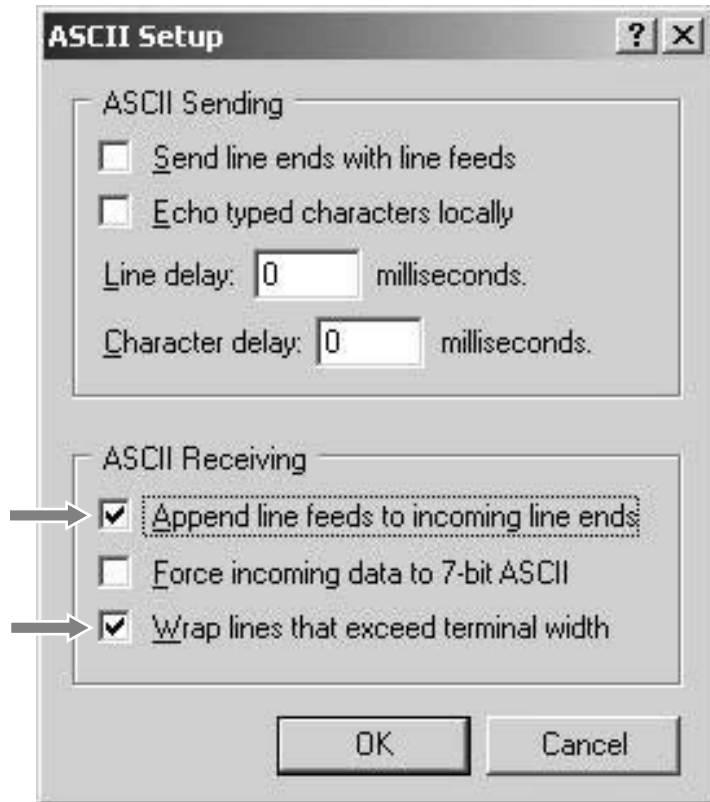 ASCII Setup
ASCII Sending
Send line ends with line feeds
Echo typed characters locally
Line delay: 0 milliseconds.
Character delay: 0 milliseconds.
ASCII Receiving
Append line feeds to incoming line ends
Force incoming data to 7-bit ASCII
Wrap lines that exceed terminal width
OK Cancel